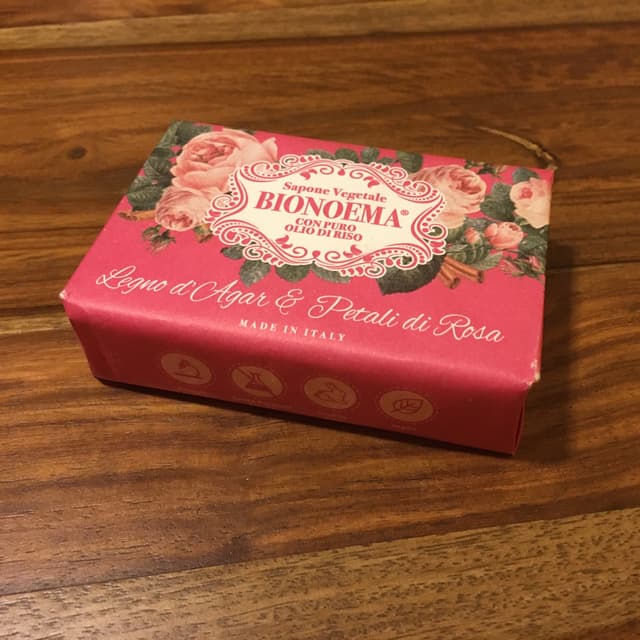 Sapone Vegetale
BIONOEMA®
CON PURO
OLIO DI RISO
Legno d'Agar & Petali di Rosa
MADE IN ITALY